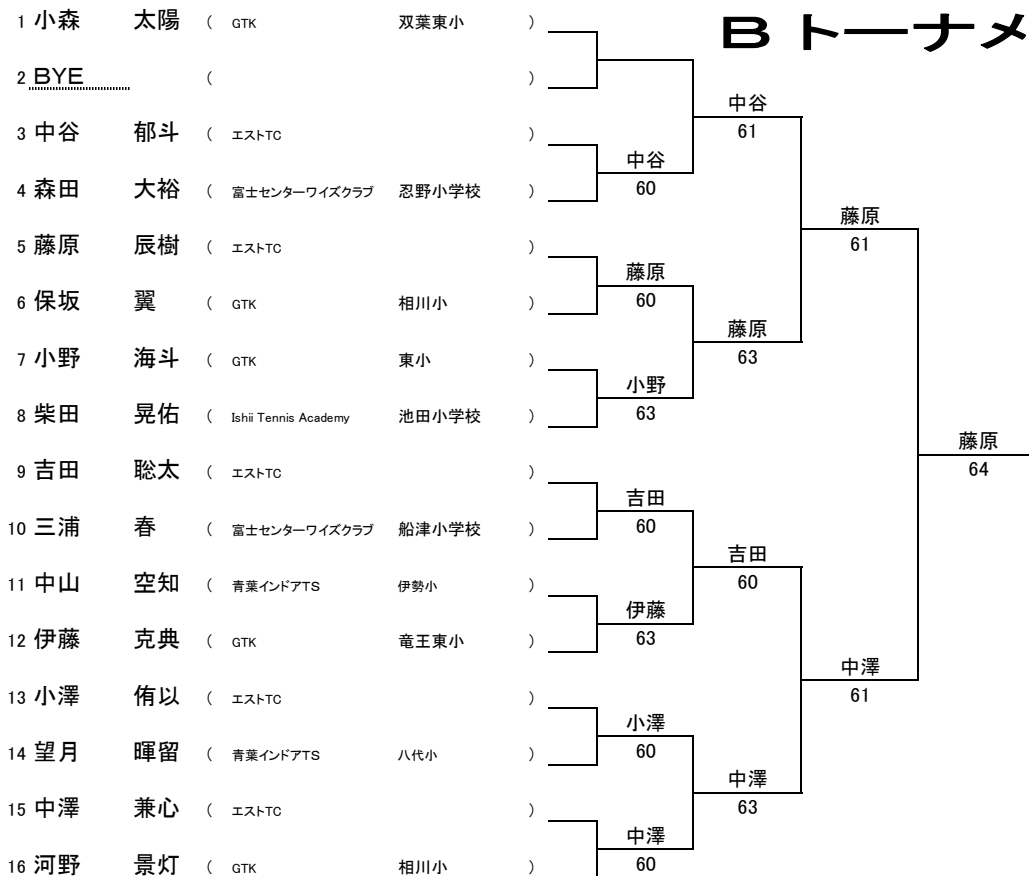 B トーナメ
1 小森 太陽 ( GTK 双葉東小 )
2 BYE ( )
3 中谷 郁斗 ( エストTC )
4 森田 大裕 ( 富士センターワイズクラブ 忍野小学校 )
5 藤原 辰樹 ( エストTC )
6 保坂 翼 ( GTK 相川小 )
7 小野 海斗 ( GTK 東小 )
8 柴田 晃佑 ( Ishii Tennis Academy 池田小学校 )
9 吉田 聡太 ( エストTC )
10 三浦 春 ( 富士センターワイズクラブ 船津小学校 )
11 中山 空知 ( 青葉インドアTS 伊勢小 )
12 伊藤 克典 ( GTK 竜王東小 )
13 小澤 侑以 ( エストTC )
14 望月 暉留 ( 青葉インドアTS 八代小 )
15 中澤 兼心 ( エストTC )
16 河野 景灯 ( GTK 相川小 )
中谷
60
藤原
60
小野
63
吉田
60
伊藤
63
小澤
60
中澤
60
中谷
61
藤原
63
吉田
60
中澤
63
藤原
61
中澤
61
藤原
64